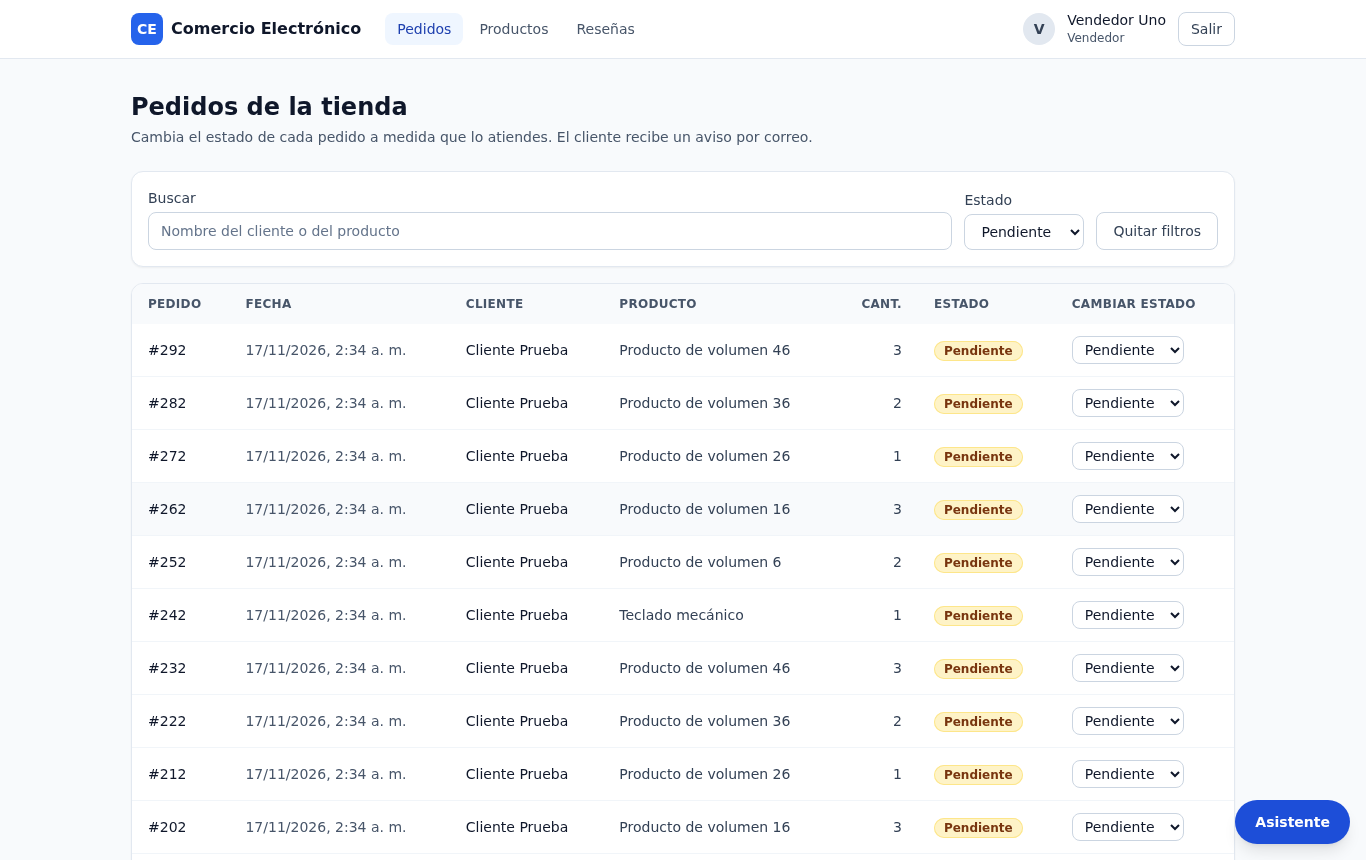 CE Comercio Electrónico Pedidos Productos Reseñas V Vendedor Uno Vendedor Salir
Pedidos de la tienda
Cambia el estado de cada pedido a medida que lo atiendes. El cliente recibe un aviso por correo.
Buscar Estado
Nombre del cliente o del producto Pendiente Quitar filtros
PEDIDO FECHA CLIENTE PRODUCTO CANT. ESTADO CAMBIAR ESTADO
#292 17/11/2026, 2:34 a. m. Cliente Prueba Producto de volumen 46 3 Pendiente Pendiente
#282 17/11/2026, 2:34 a. m. Cliente Prueba Producto de volumen 36 2 Pendiente Pendiente
#272 17/11/2026, 2:34 a. m. Cliente Prueba Producto de volumen 26 1 Pendiente Pendiente
#262 17/11/2026, 2:34 a. m. Cliente Prueba Producto de volumen 16 3 Pendiente Pendiente
#252 17/11/2026, 2:34 a. m. Cliente Prueba Producto de volumen 6 2 Pendiente Pendiente
#242 17/11/2026, 2:34 a. m. Cliente Prueba Teclado mecánico 1 Pendiente Pendiente
#232 17/11/2026, 2:34 a. m. Cliente Prueba Producto de volumen 46 3 Pendiente Pendiente
#222 17/11/2026, 2:34 a. m. Cliente Prueba Producto de volumen 36 2 Pendiente Pendiente
#212 17/11/2026, 2:34 a. m. Cliente Prueba Producto de volumen 26 1 Pendiente Pendiente
#202 17/11/2026, 2:34 a. m. Cliente Prueba Producto de volumen 16 3 Pendiente Pendiente
Asistente